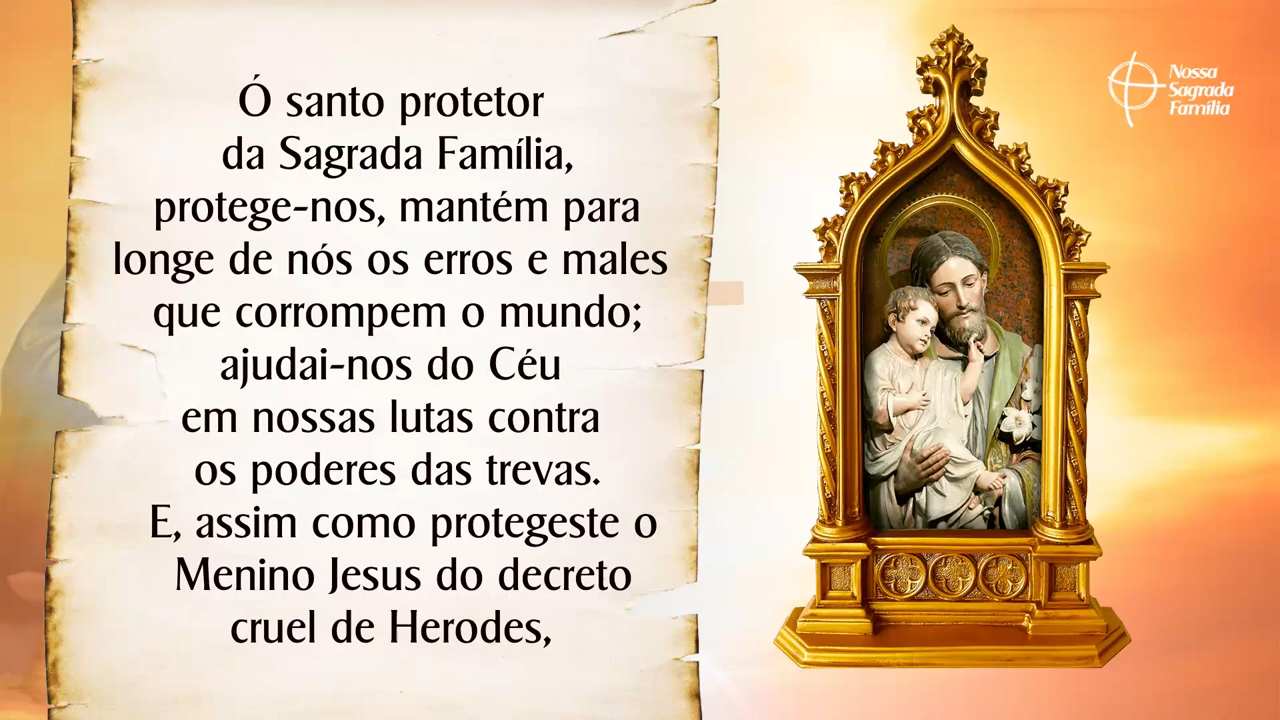 Ó santo protetor
da Sagrada Família,
protege-nos, mantém para
longe de nós os erros e males
que corrompem o mundo;
ajudai-nos do Céu
em nossas lutas contra
os poderes das trevas.
E, assim como protegeste o
Menino Jesus do decreto
cruel de Herodes,
Nossa
Sagrada
Família